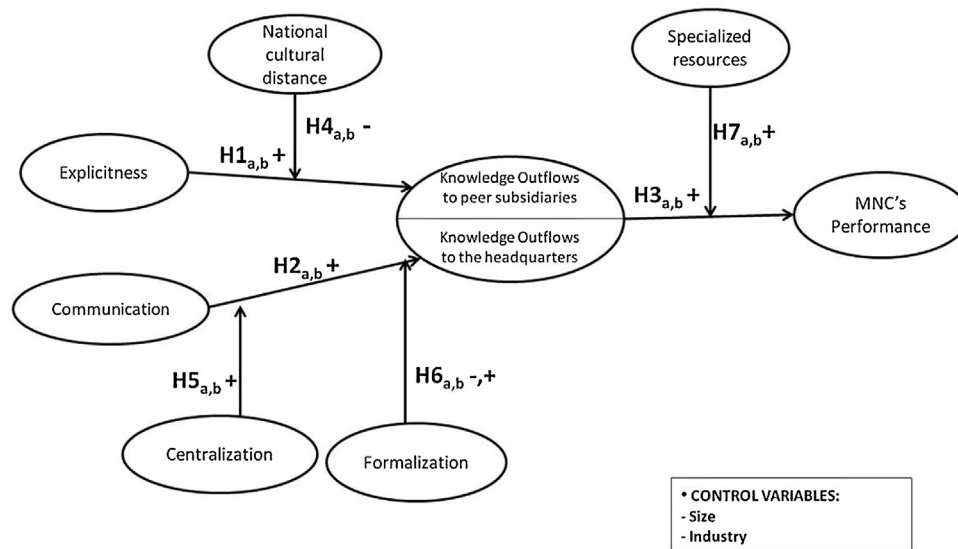 National
cultural
distance
Specialized
resources
H4a,b -
H7a,b+
H1a,b +
Explicitness
Knowledge Outflows
to peer subsidiaries
H3a,b +
MNC's
Performance
Knowledge Outflows
to the headquarters
H2a,b +
Communication
H5a,b +
H6a,b -,+
Centralization
Formalization
• CONTROL VARIABLES:
- Size
- Industry